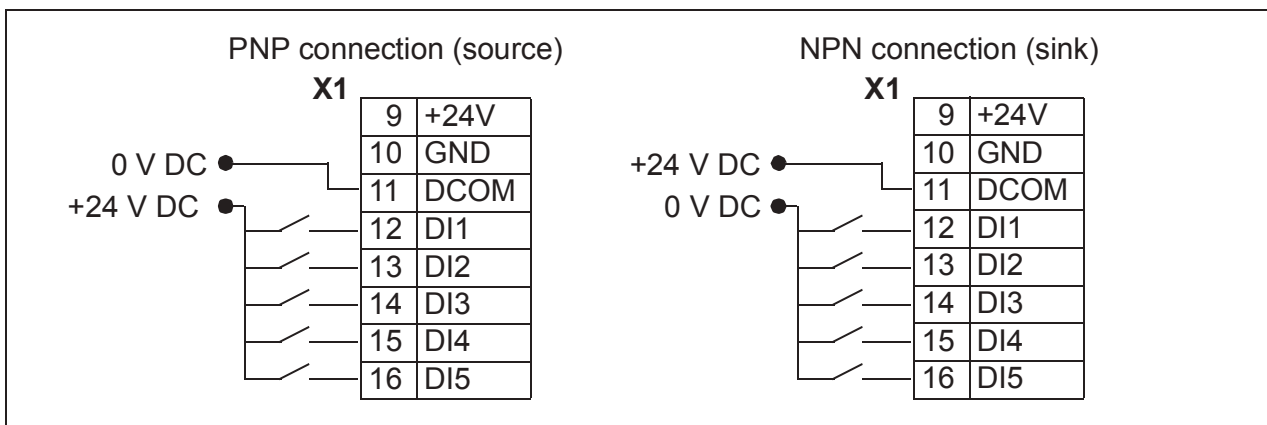 PNP connection (source)
X1
9 +24V
10 GND
11 DCOM
12 DI1
13 DI2
14 DI3
15 DI4
16 DI5
0 V DC
+24 V DC
NPN connection (sink)
X1
9 +24V
10 GND
11 DCOM
12 DI1
13 DI2
14 DI3
15 DI4
16 DI5
+24 V DC
0 V DC